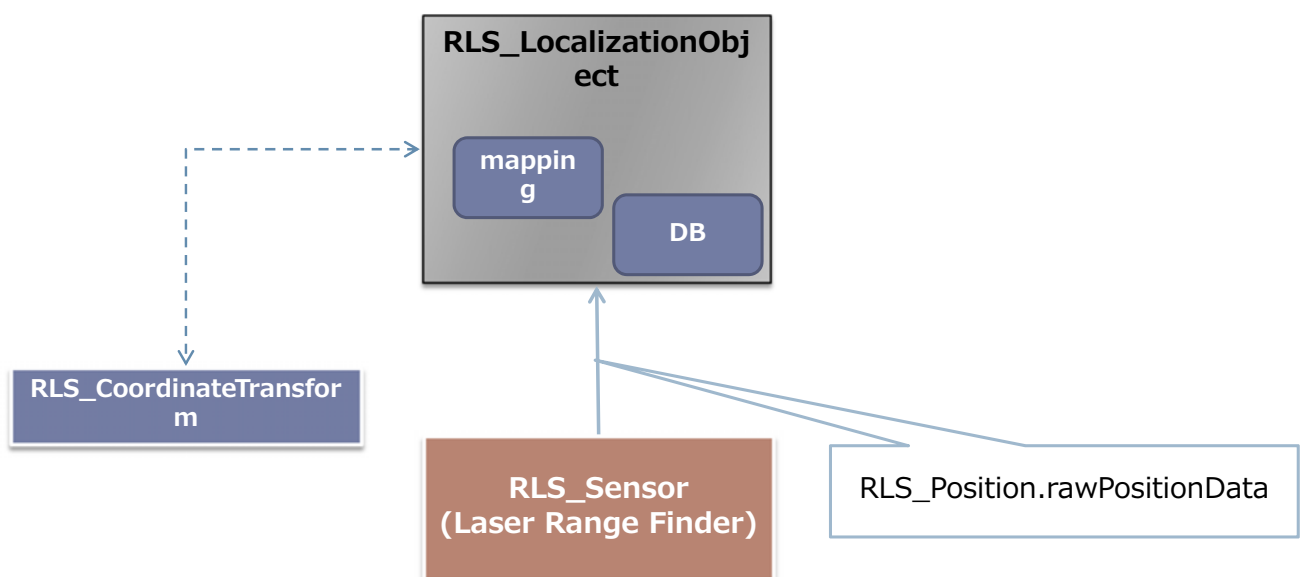 RLS_LocalizationObj
ect
mappin
g
DB
RLS_CoordinateTransfor
m
RLS_Sensor
(Laser Range Finder)
RLS_Position.rawPositionData